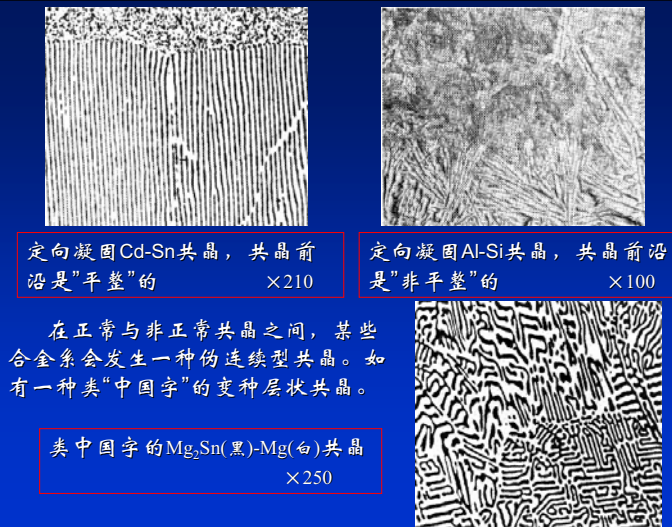 定向凝固Cd-Sn共晶，共晶前
沿是”平整”的 ×210
定向凝固Al-Si共晶，共晶前沿
是”非平整”的 ×100
在正常与非正常共晶之间，某些
合金系会发生一种伪连续型共晶。如
有一种类“中国字”的变种层状共晶。
类中国字的Mg₂Sn(黑)-Mg(白)共晶
×250